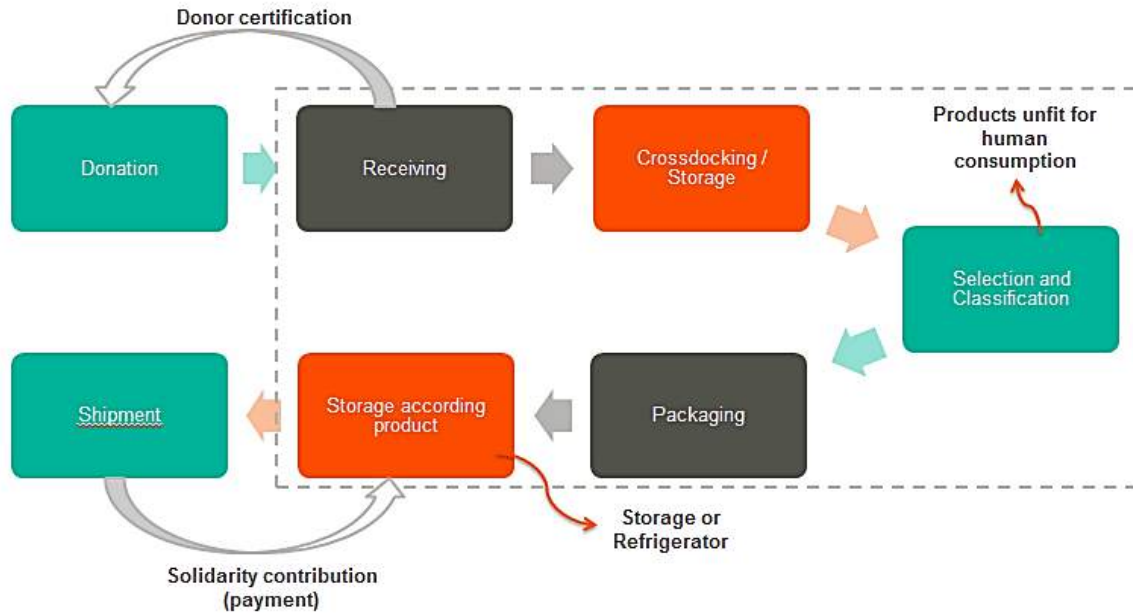 Donor certification
Donation
Receiving
Crossdocking /
Storage
Products unfit for
human
consumption
Selection and
Classification
Shipment
Storage according
product
Packaging
Storage or
Refrigerator
Solidarity contribution
(payment)